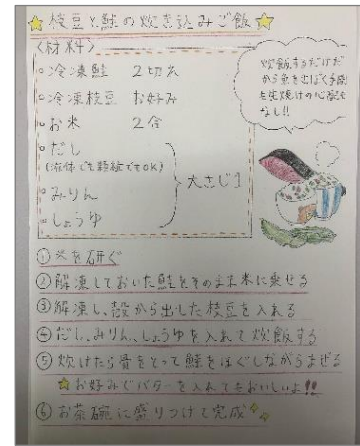 ☆枝豆と鮭の炊き込みご飯☆
〈材料〉
○冷凍鮭 2切れ
○冷凍枝豆 お好み
○お米 2合
○だし
(液体でも顆粒でもOK)
○みりん
○しょうゆ
大さじ1
炊飯するだけだ
から魚をさばく手間
も生焼けの心配も
なし!!
①米を研ぐ
②解凍しておいた鮭をそのまま米に乗せる
③解凍し、殻から出した枝豆を入れる
④だし、みりん、しょうゆを入れて炊飯する
⑤炊けたら骨をとって鮭をほぐしながらまぜる
☆お好みでバターを入れてもおいしいよ!!
⑥お茶碗に盛りつけて完成